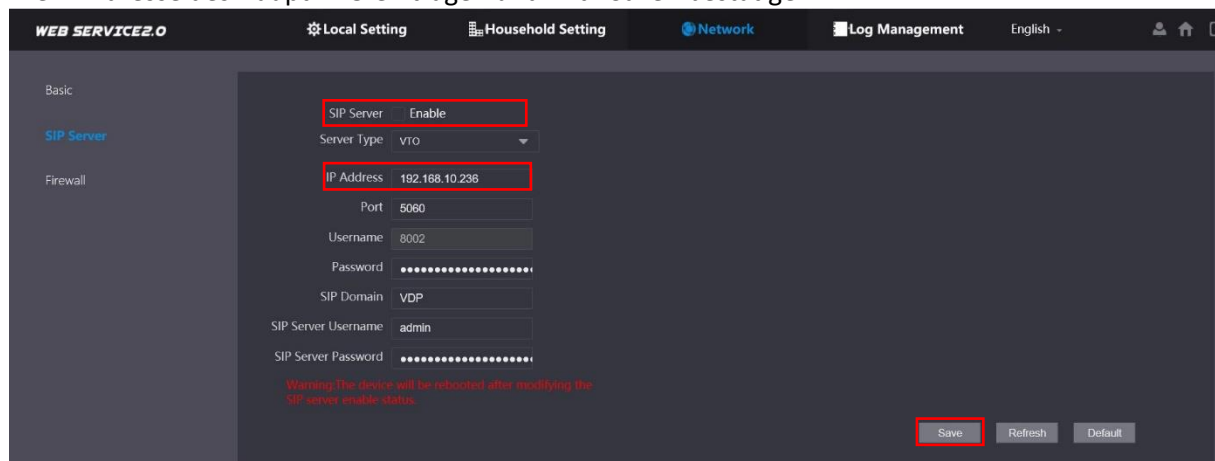 WEB SERVICE2.0 Local Setting Household Setting Network Log Management English
Basic
SIP Server Enable
SIP Server
Server Type VTO
Firewall
IP Address 192.168.10.236
Port 5060
Username 8002
Password
SIP Domain VDP
SIP Server Username admin
SIP Server Password
Warning:The device will be rebooted after modifying the
SIP server enable status.
Save Refresh Default